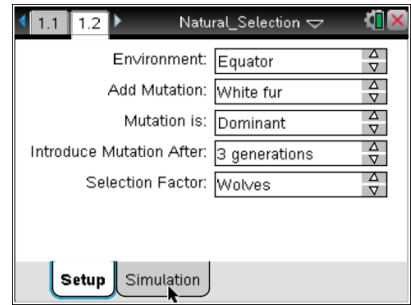 1.1 1.2 Natural_Selection
Environment: Equator
Add Mutation: White fur
Mutation is: Dominant
Introduce Mutation After: 3 generations
Selection Factor: Wolves
Setup Simulation